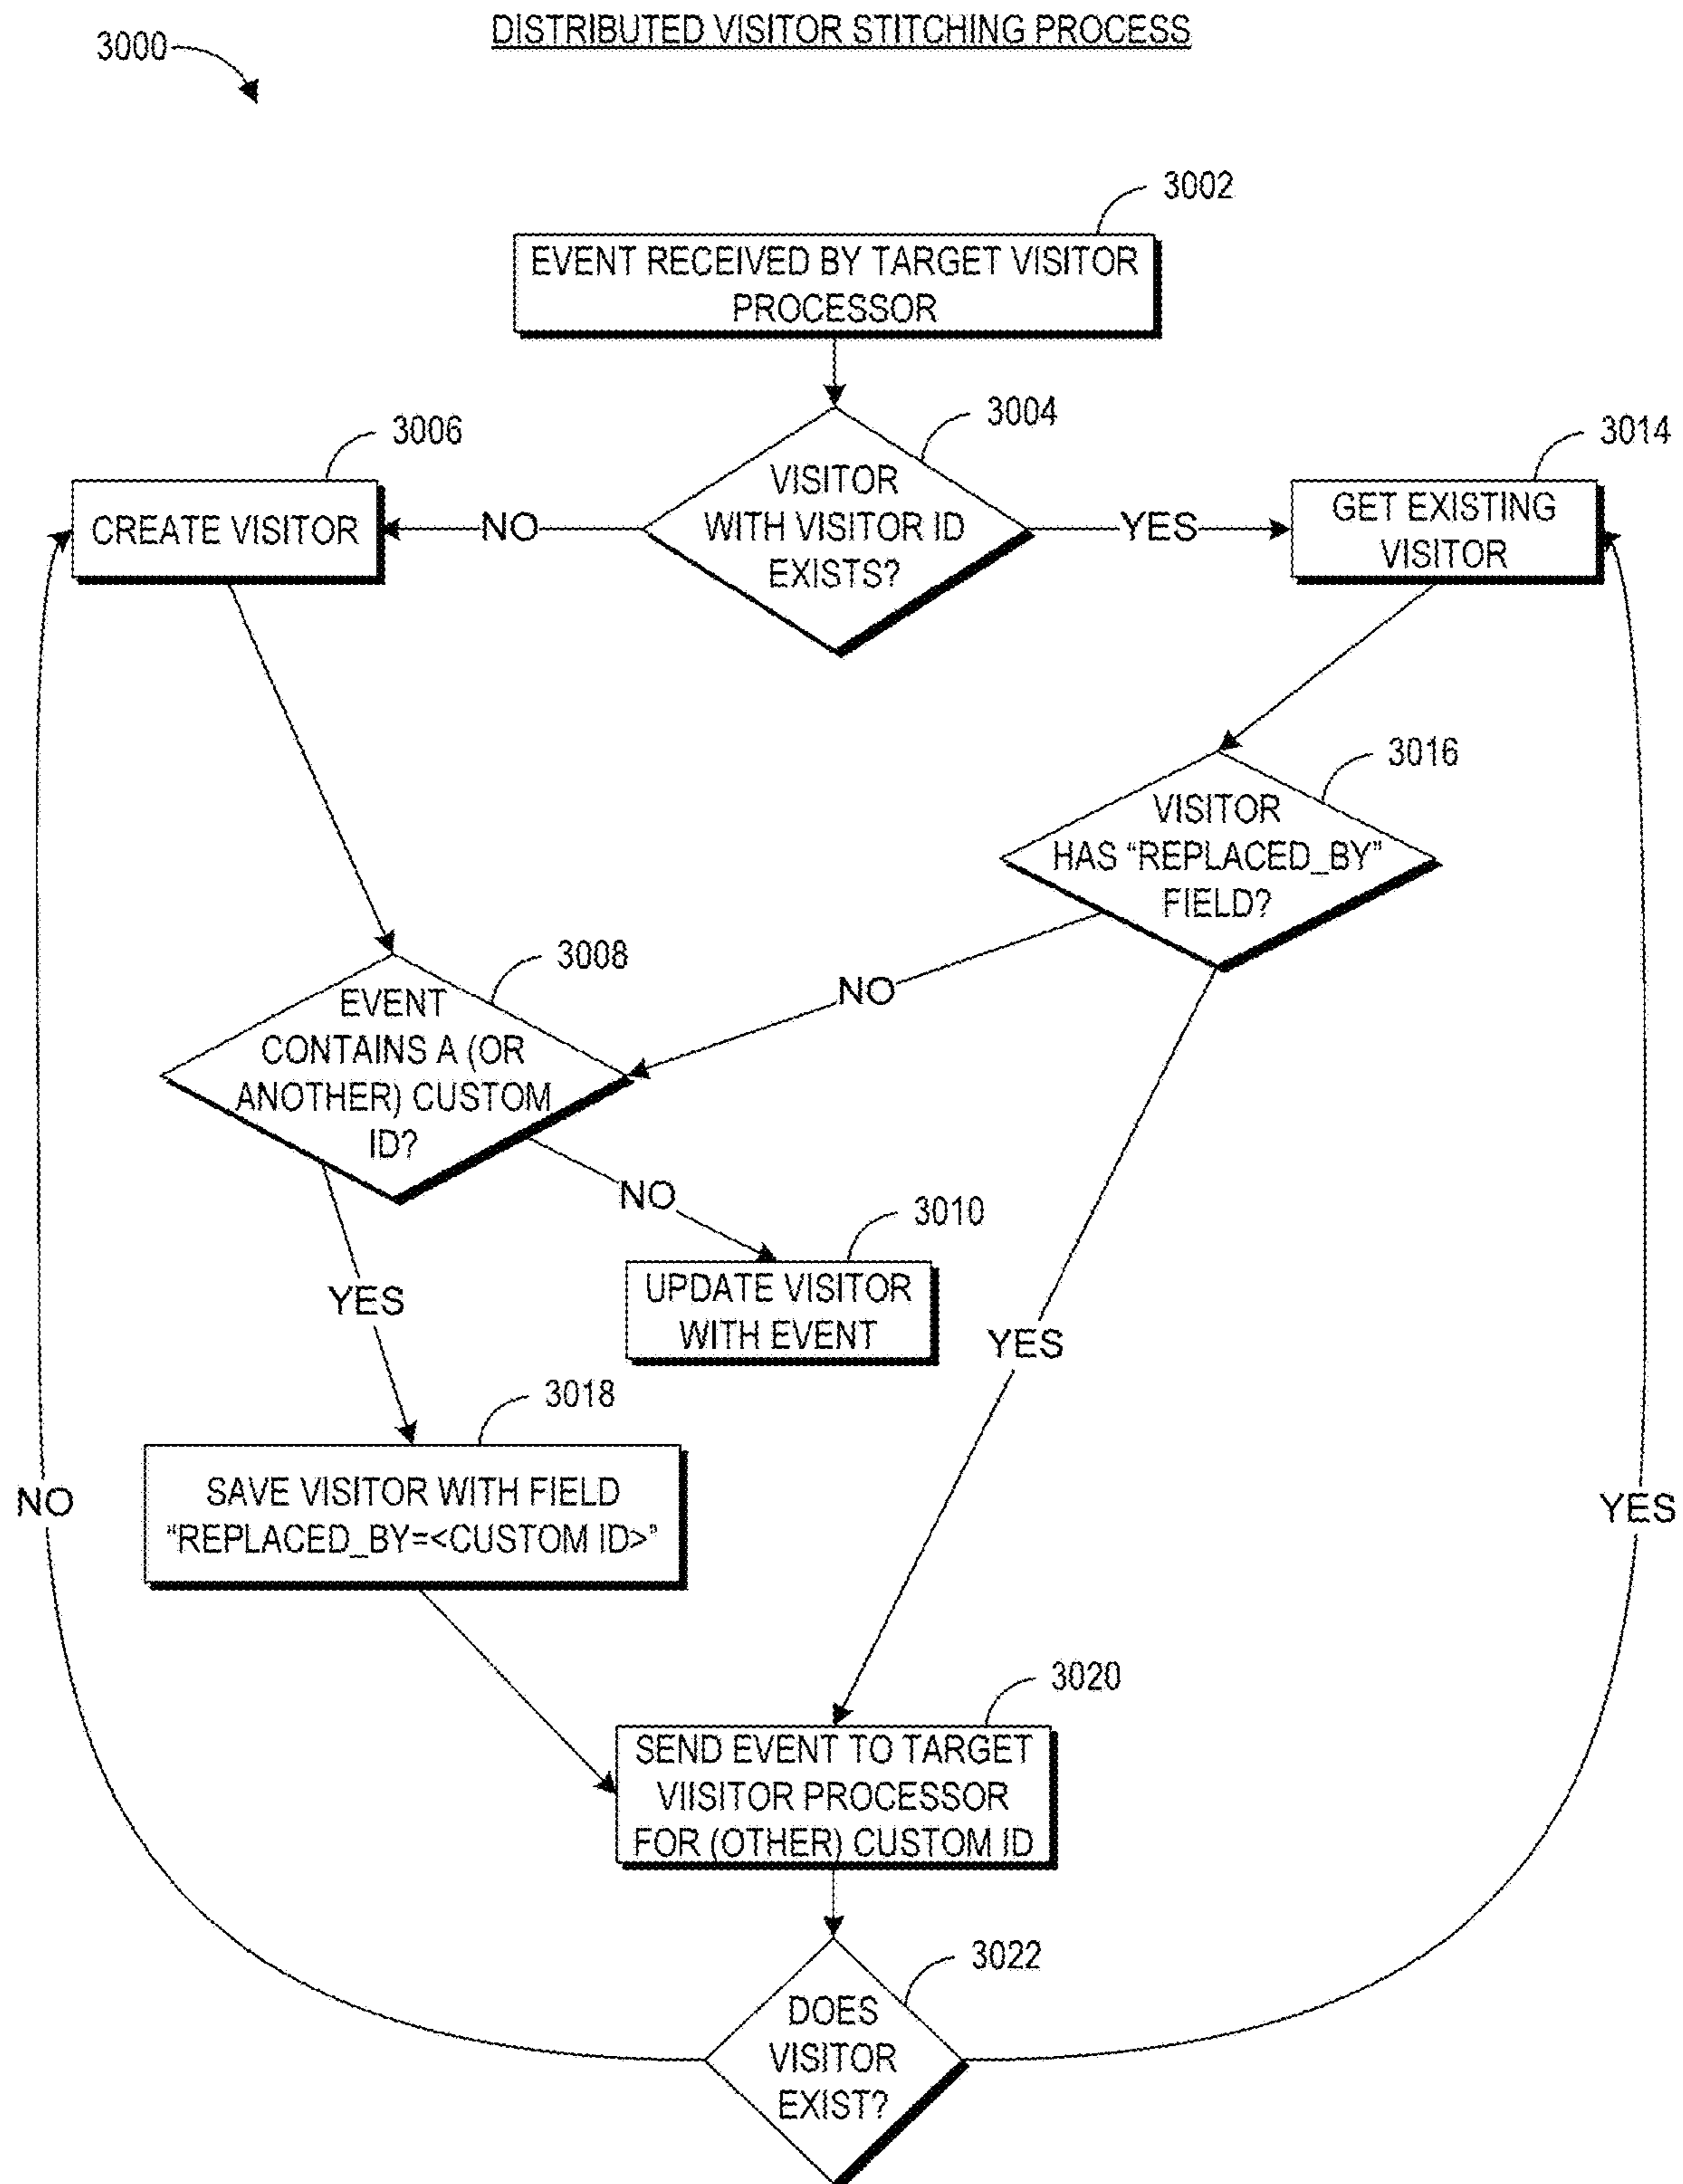 DISTRIBUTED VISITOR STITCHING PROCESS
3000
3002
EVENT RECEIVED BY TARGET VISITOR
PROCESSOR
3004
VISITOR
WITH VISITOR ID
EXISTS?
3006
CREATE VISITOR
NO
YES
3014
GET EXISTING
VISITOR
3016
VISITOR
HAS “REPLACED_BY”
FIELD?
NO
3008
EVENT
CONTAINS A (OR
ANOTHER) CUSTOM
ID?
NO
3010
UPDATE VISITOR
WITH EVENT
YES
YES
3018
SAVE VISITOR WITH FIELD
“REPLACED_BY=<CUSTOM ID>”
NO
YES
3020
SEND EVENT TO TARGET
VIISITOR PROCESSOR
FOR (OTHER) CUSTOM ID
3022
DOES
VISITOR
EXIST?